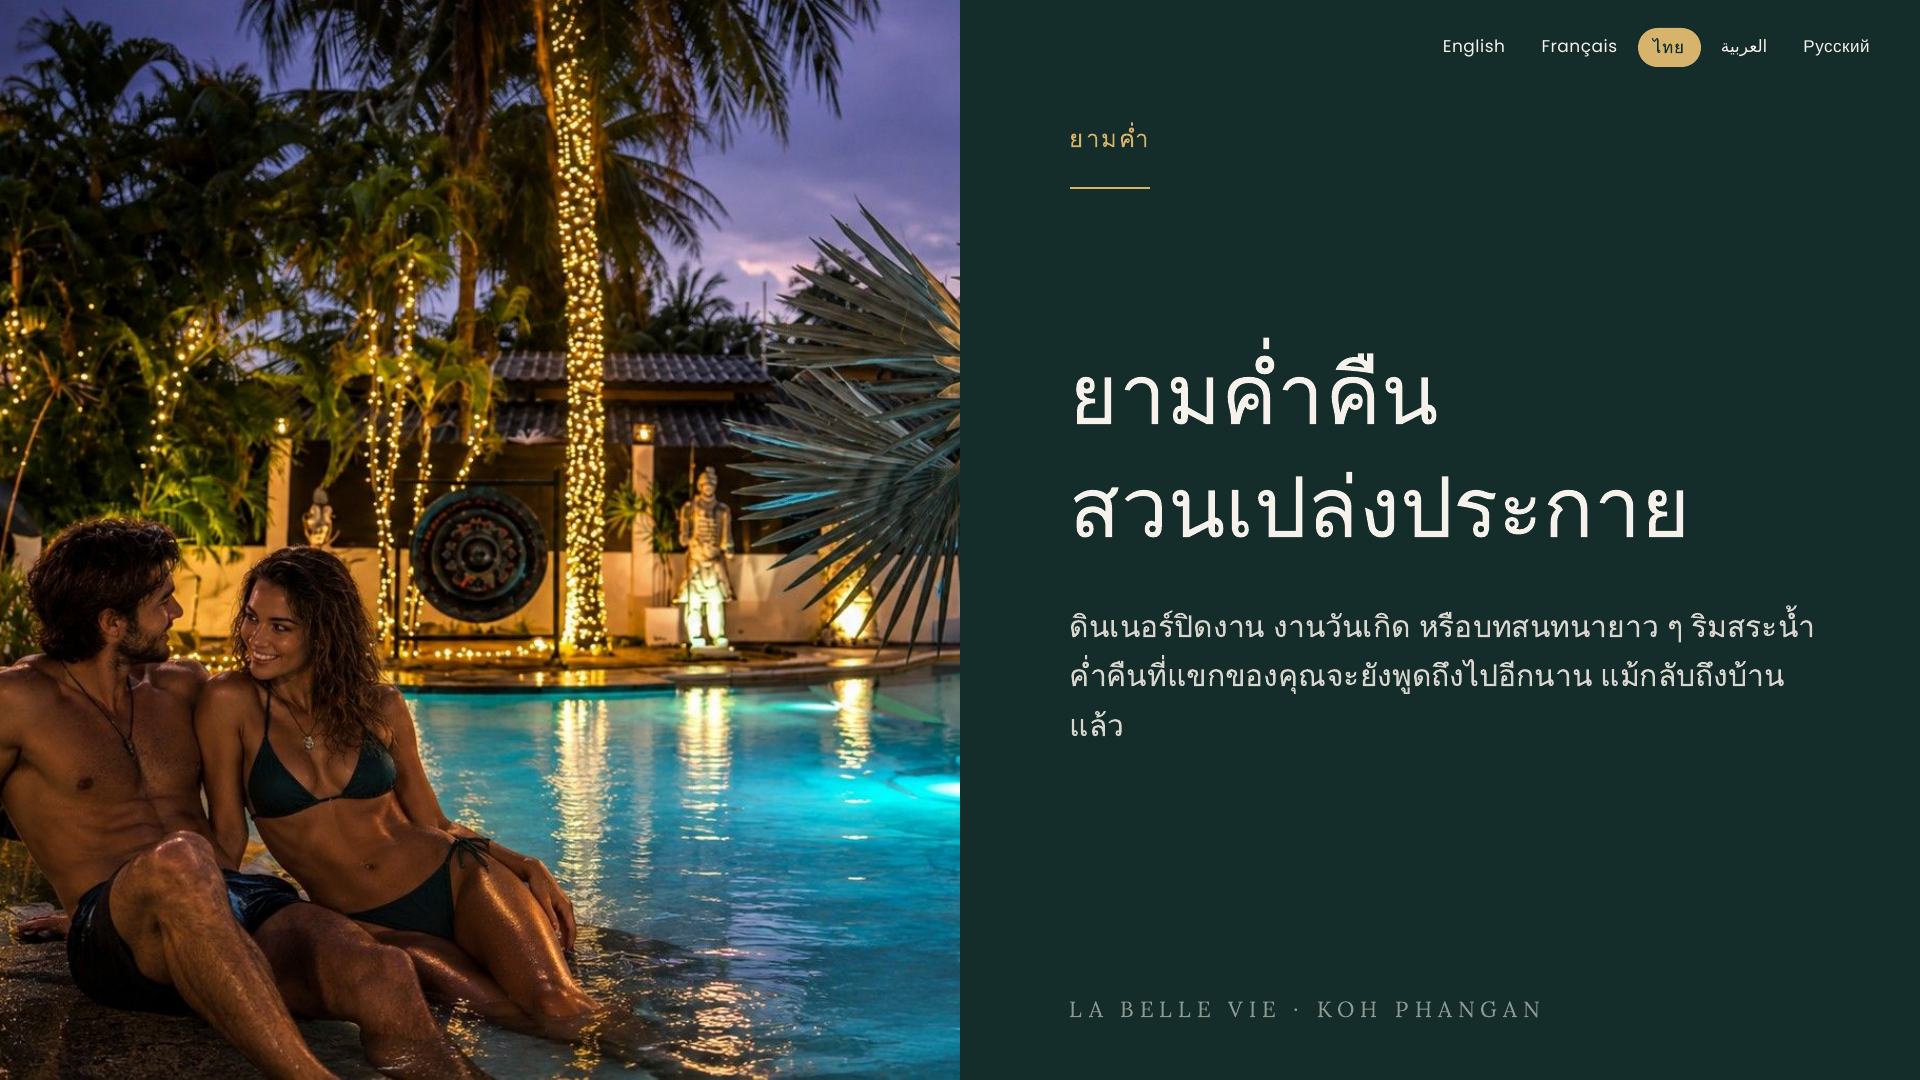 English Français ไทย العربية Русский
ยามค่ำ
ยามค่ำคืน
สวนเปล่งประกาย
ดินเนอร์ปิดงาน งานวันเกิด หรือบทสนทนายาว ๆ ริมสระน้ำ
ค่ำคืนที่แขกของคุณจะยังพูดถึงไปอีกนาน แม้กลับถึงบ้าน
แล้ว
LA BELLE VIE · KOH PHANGAN